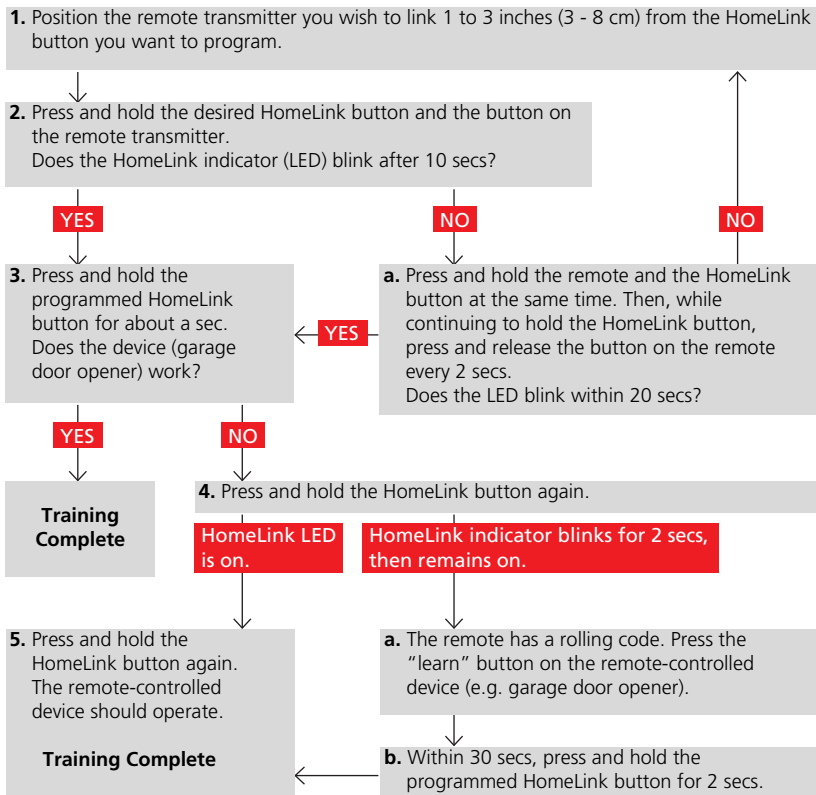 1. Position the remote transmitter you wish to link 1 to 3 inches (3 - 8 cm) from the HomeLink
button you want to program.
2. Press and hold the desired HomeLink button and the button on
the remote transmitter.
Does the HomeLink indicator (LED) blink after 10 secs?
YES
NO
NO
3. Press and hold the
programmed HomeLink
button for about a sec.
Does the device (garage
door opener) work?
YES
a. Press and hold the remote and the HomeLink
button at the same time. Then, while
continuing to hold the HomeLink button,
press and release the button on the remote
every 2 secs.
Does the LED blink within 20 secs?
YES
NO
Training
Complete
4. Press and hold the HomeLink button again.
HomeLink LED
is on.
HomeLink indicator blinks for 2 secs,
then remains on.
5. Press and hold the
HomeLink button again.
The remote-controlled
device should operate.
Training Complete
a. The remote has a rolling code. Press the
“learn” button on the remote-controlled
device (e.g. garage door opener).
b. Within 30 secs, press and hold the
programmed HomeLink button for 2 secs.